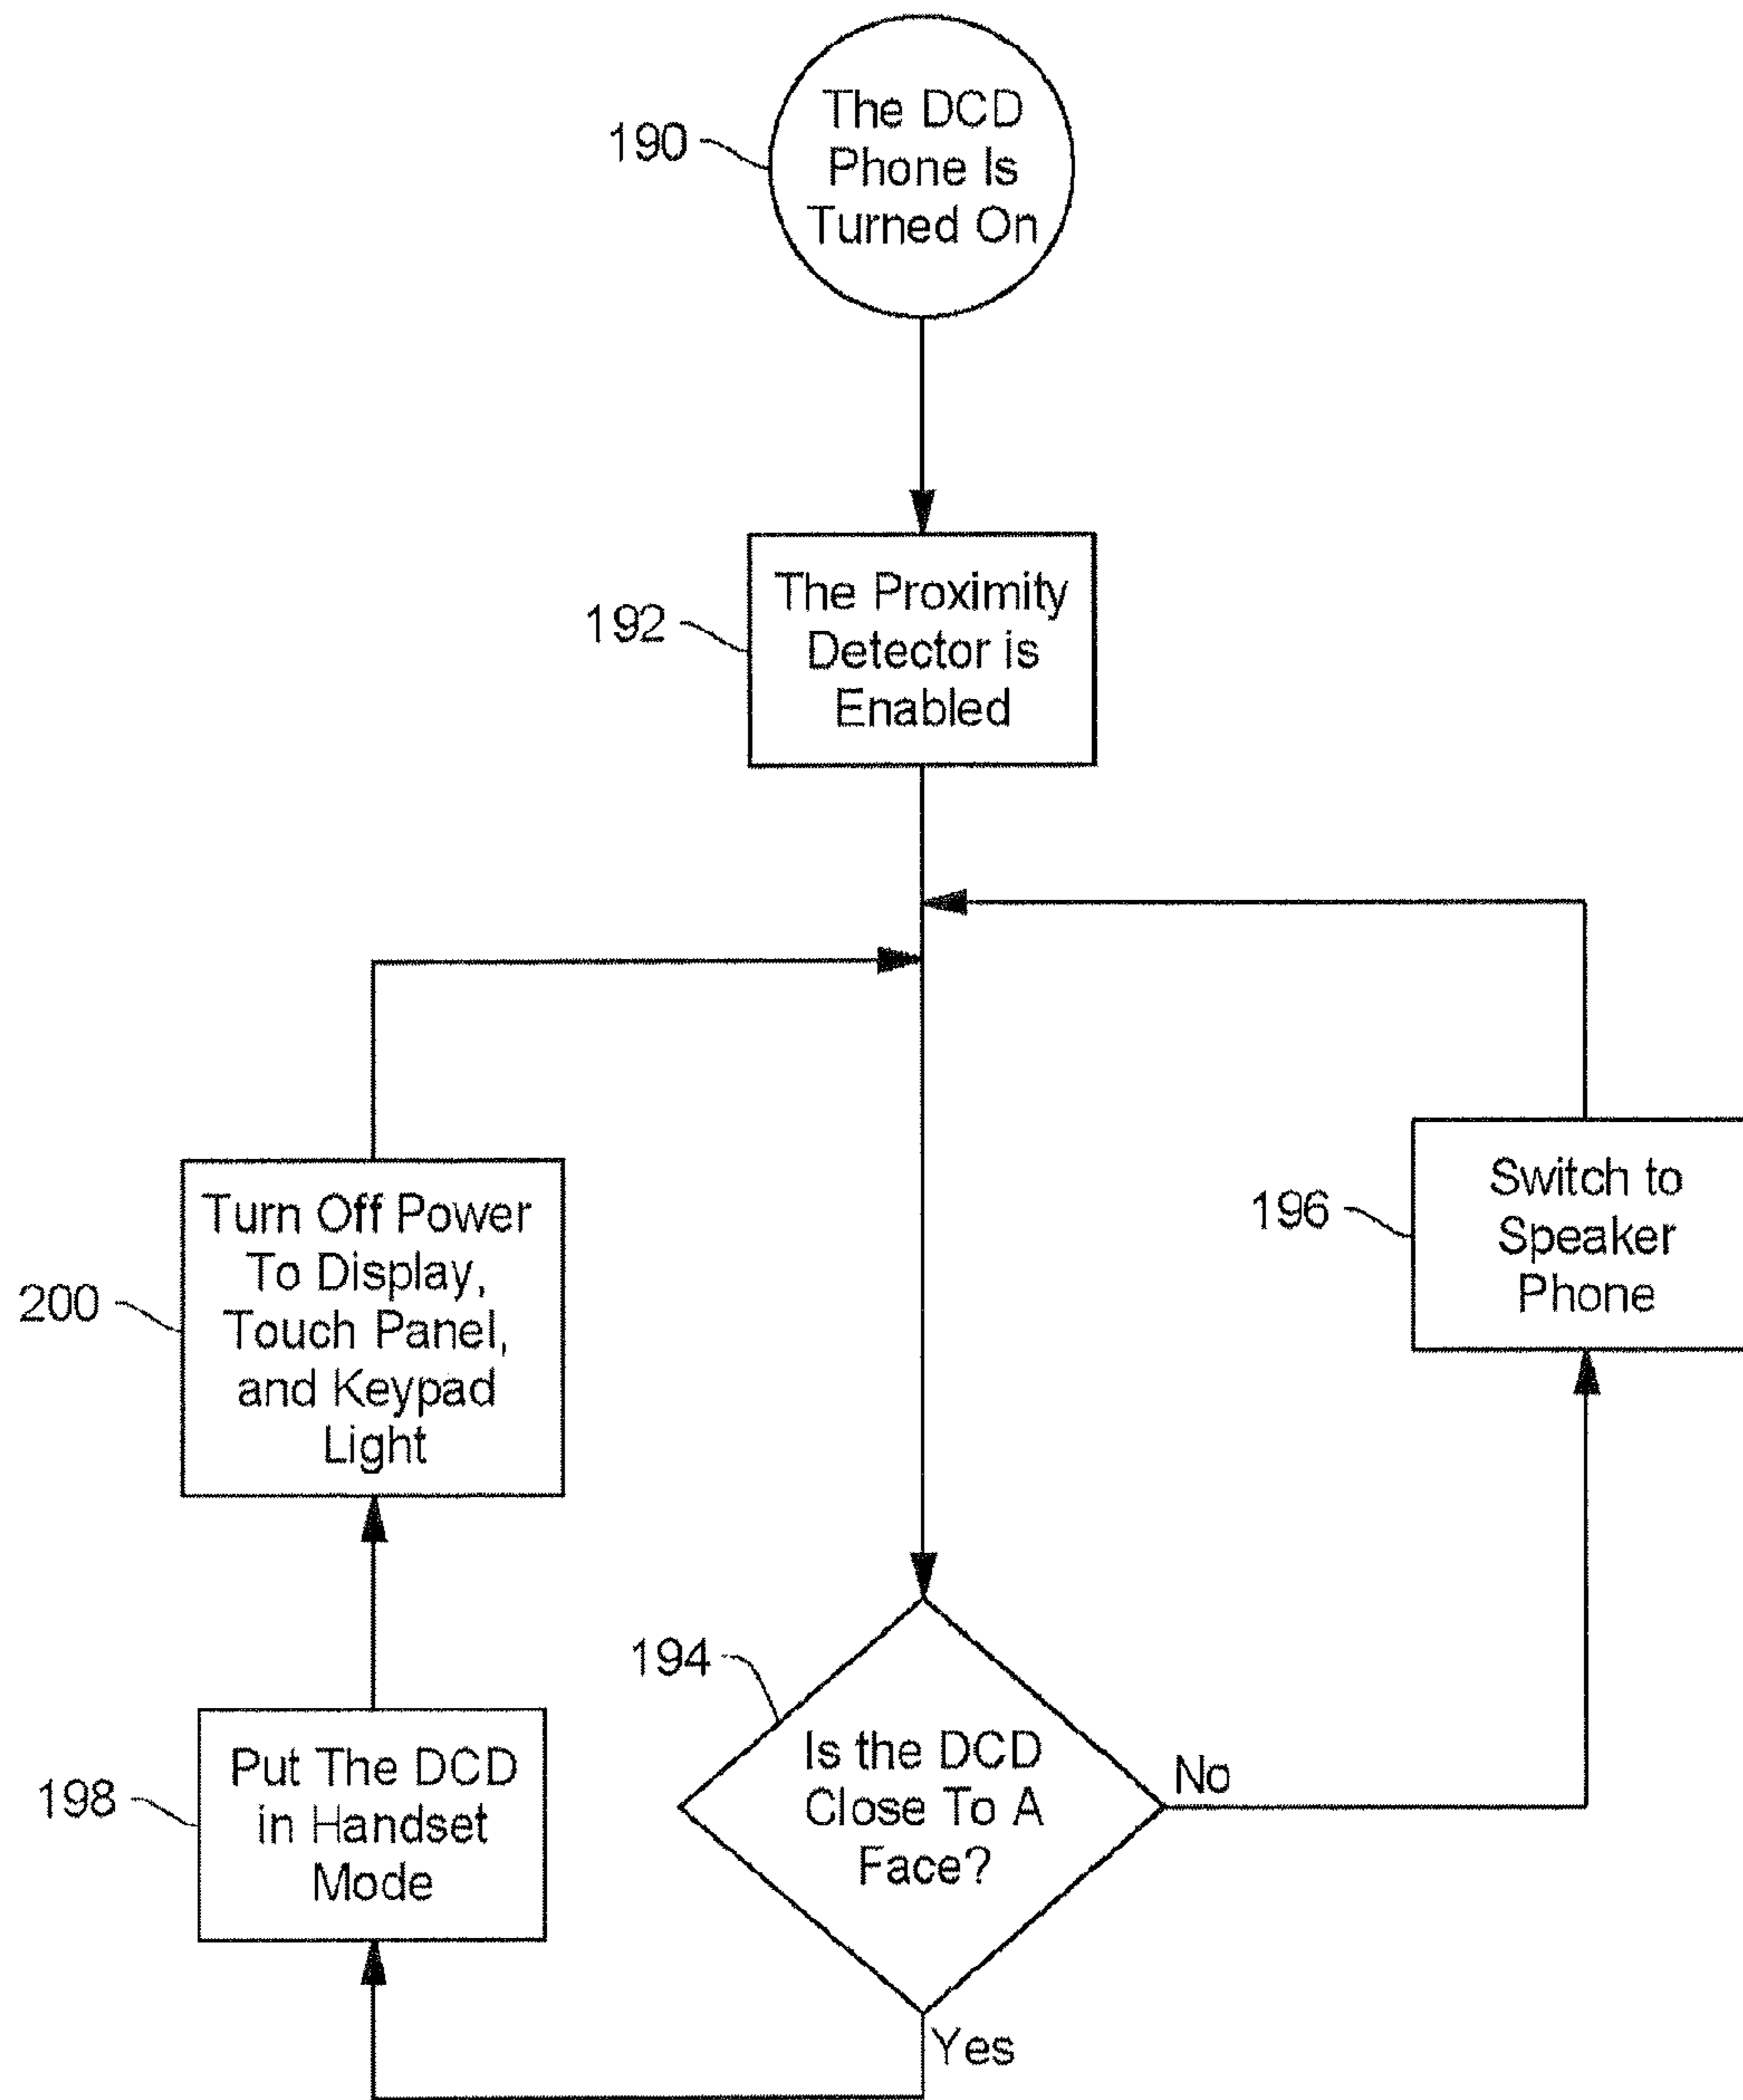 The DCD
Phone Is
Turned On
190
The Proximity
Detector is
Enabled
192
Turn Off Power
To Display,
Touch Panel,
and Keypad
Light
200
Switch to
Speaker
Phone
196
194
Is the DCD
Close To A
Face?
No
Yes
Put The DCD
in Handset
Mode
198